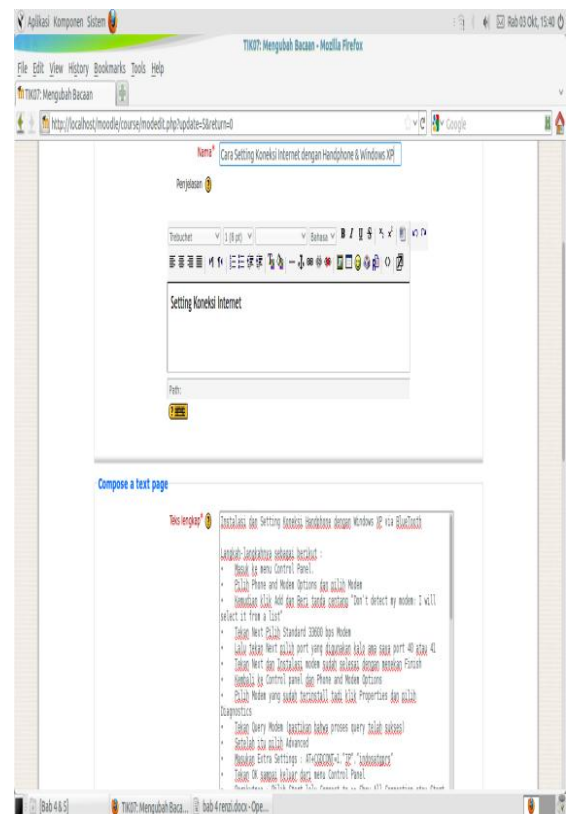 Aplikasi Komponen Sistem
Rab 03 Okt, 15:40
TIK07: Mengubah Bacaan - Mozilla Firefox
File Edit View History Bookmarks Tools Help
TIK07: Mengubah Bacaan
http://localhost/moodle/course/modedit.php?update=5&return=0
Google
Nama* Cara Setting Koneksi Internet dengan Handphone & Windows XP
Penjelasan
Trebuchet 1 (8 pt) Bahasa B I U S
Setting Koneksi Internet
Path:
Compose a text page
Teks lengkap*
Instalasi dan Setting Koneksi Handphone dengan Windows XP via BlueTooth
Langkah-langkahnya sebagai berikut :
• Masuk ke menu Control Panel.
• Pilih Phone and Modem Options dan pilih Modem
• Kemudian klik Add dan Beri tanda centang "Don't detect my modem: I will
select it from a list"
• Tekan Next Pilih Standard 33600 bps Modem
• Lalu tekan Next pilih port yang digunakan kalo ama saya port 40 atau 41
• Tekan Next dan Instalasi modem sudah selesai dengan menekan Finish
• Kembali ke Control panel dan Phone and Modem Options
• Pilih Modem yang sudah terinstall tadi klik Properties dan pilih
Diagnostics
• Tekan Query Modem (pastikan bahwa proses query telah sukses)
• Setelah itu pilih Advanced
• Masukan Extra Settings : AT+CGDCONT=1,"IP","indosatgprs"
• Tekan OK sampai keluar dari menu Control Panel
Bab 4&5]
TIK07: Mengubah Baca...
bab 4 renzi.docx - Ope...